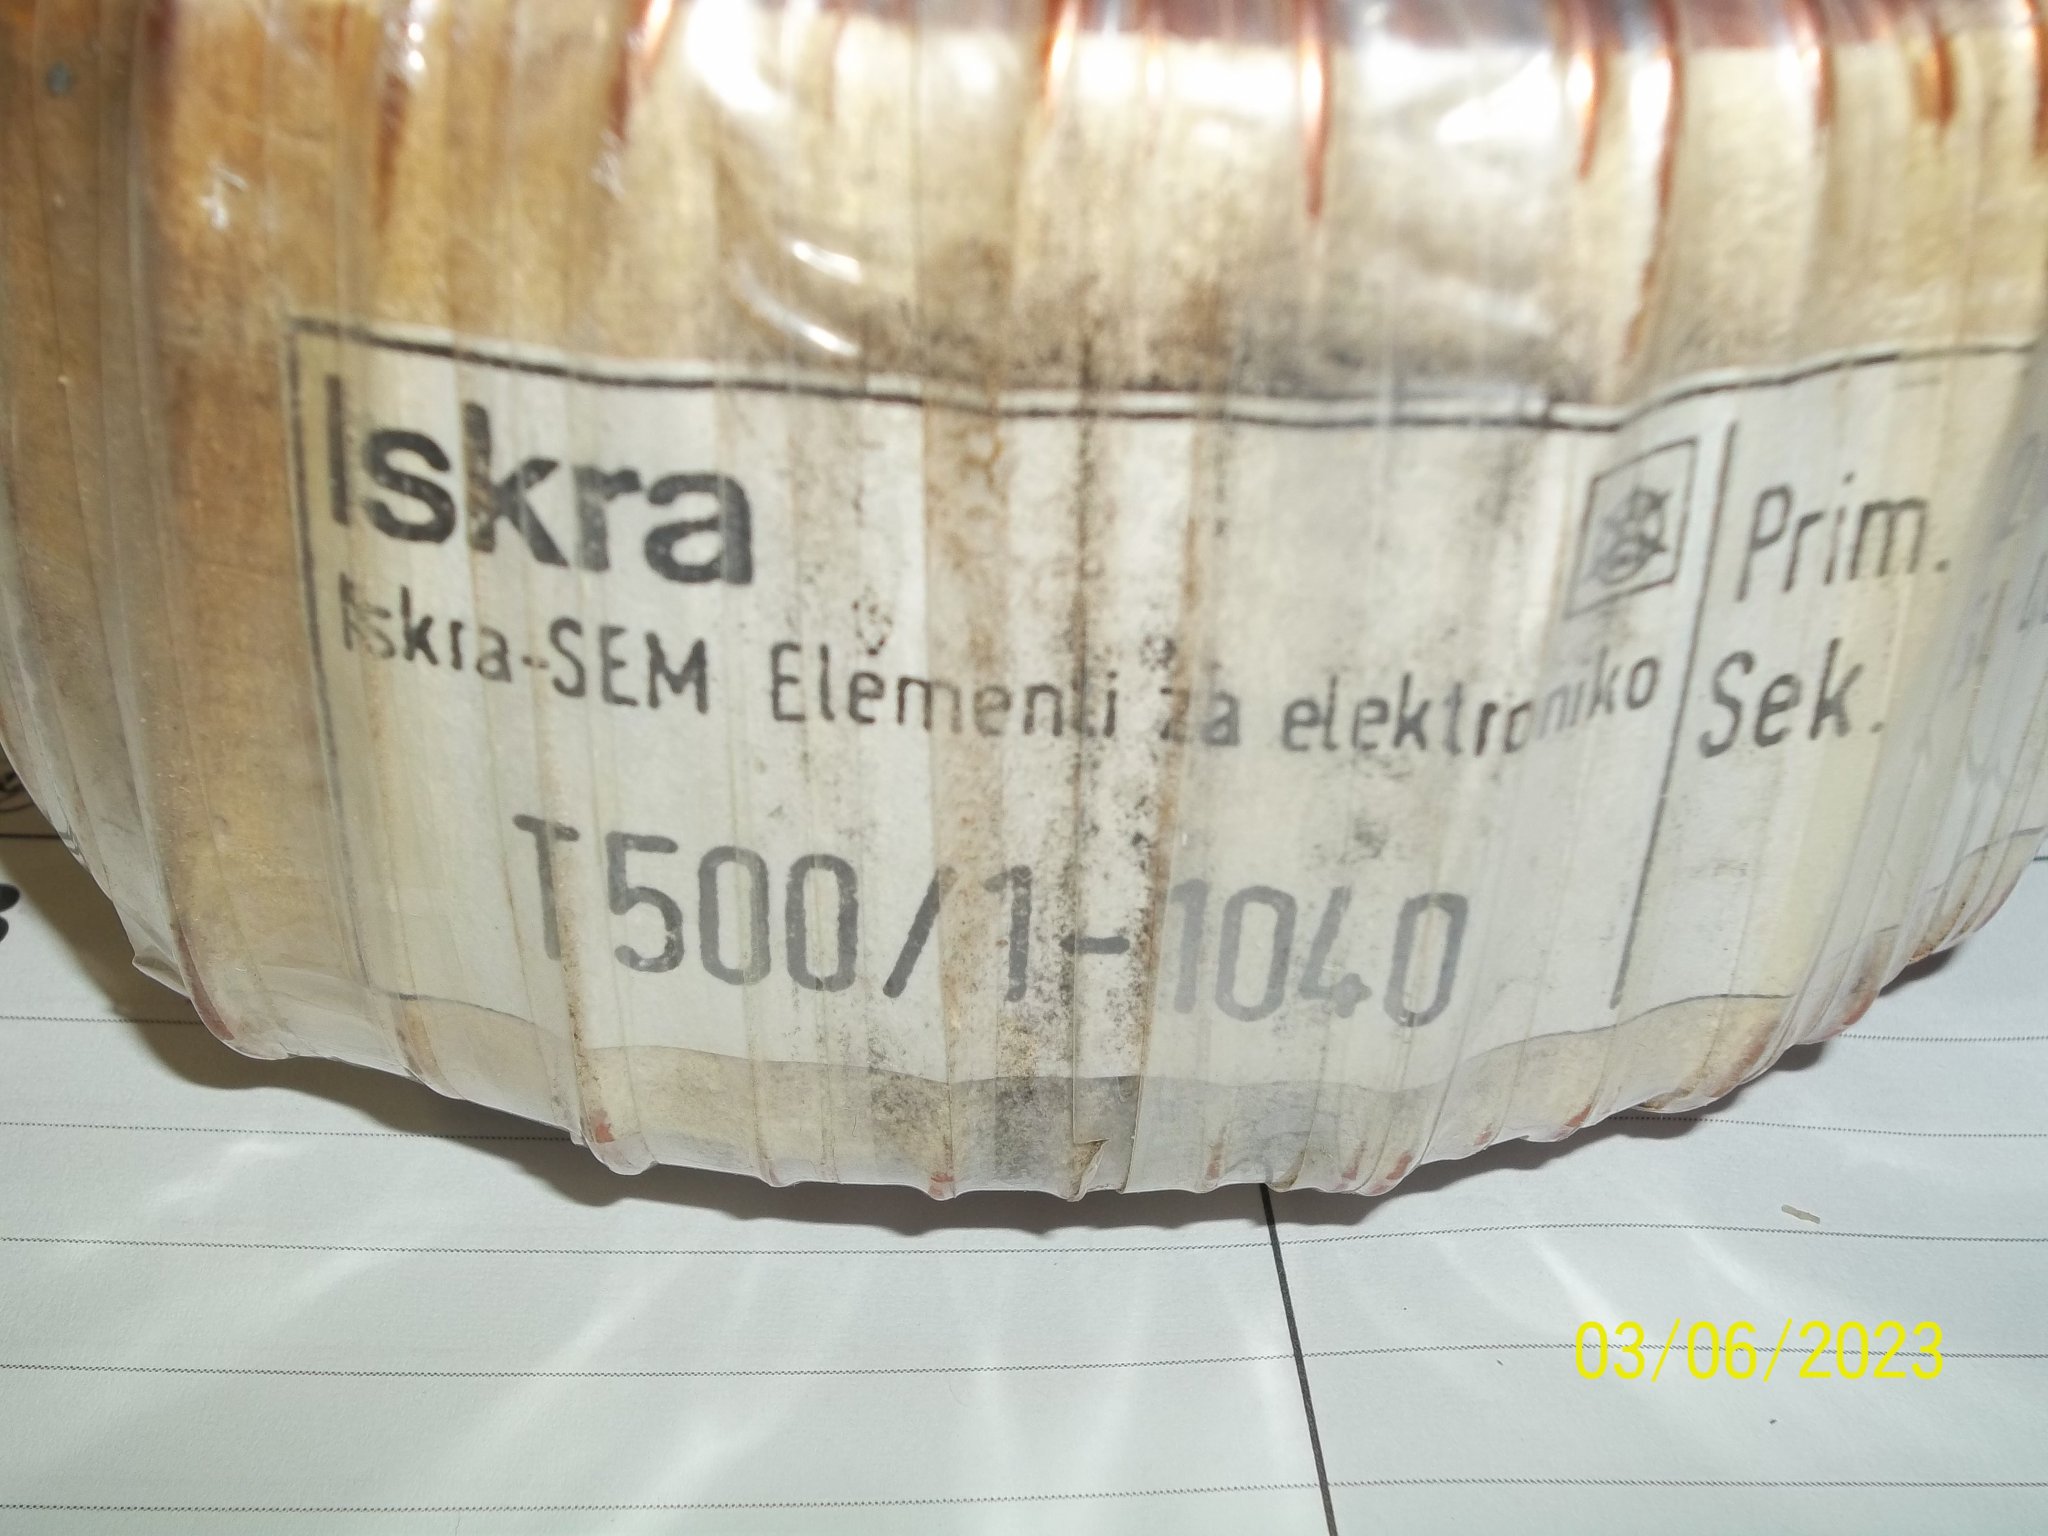 Iskra
Iskra-SEM Elementi za elektroniko
T500/1-1040
Prim.
Sek.
03/06/2023